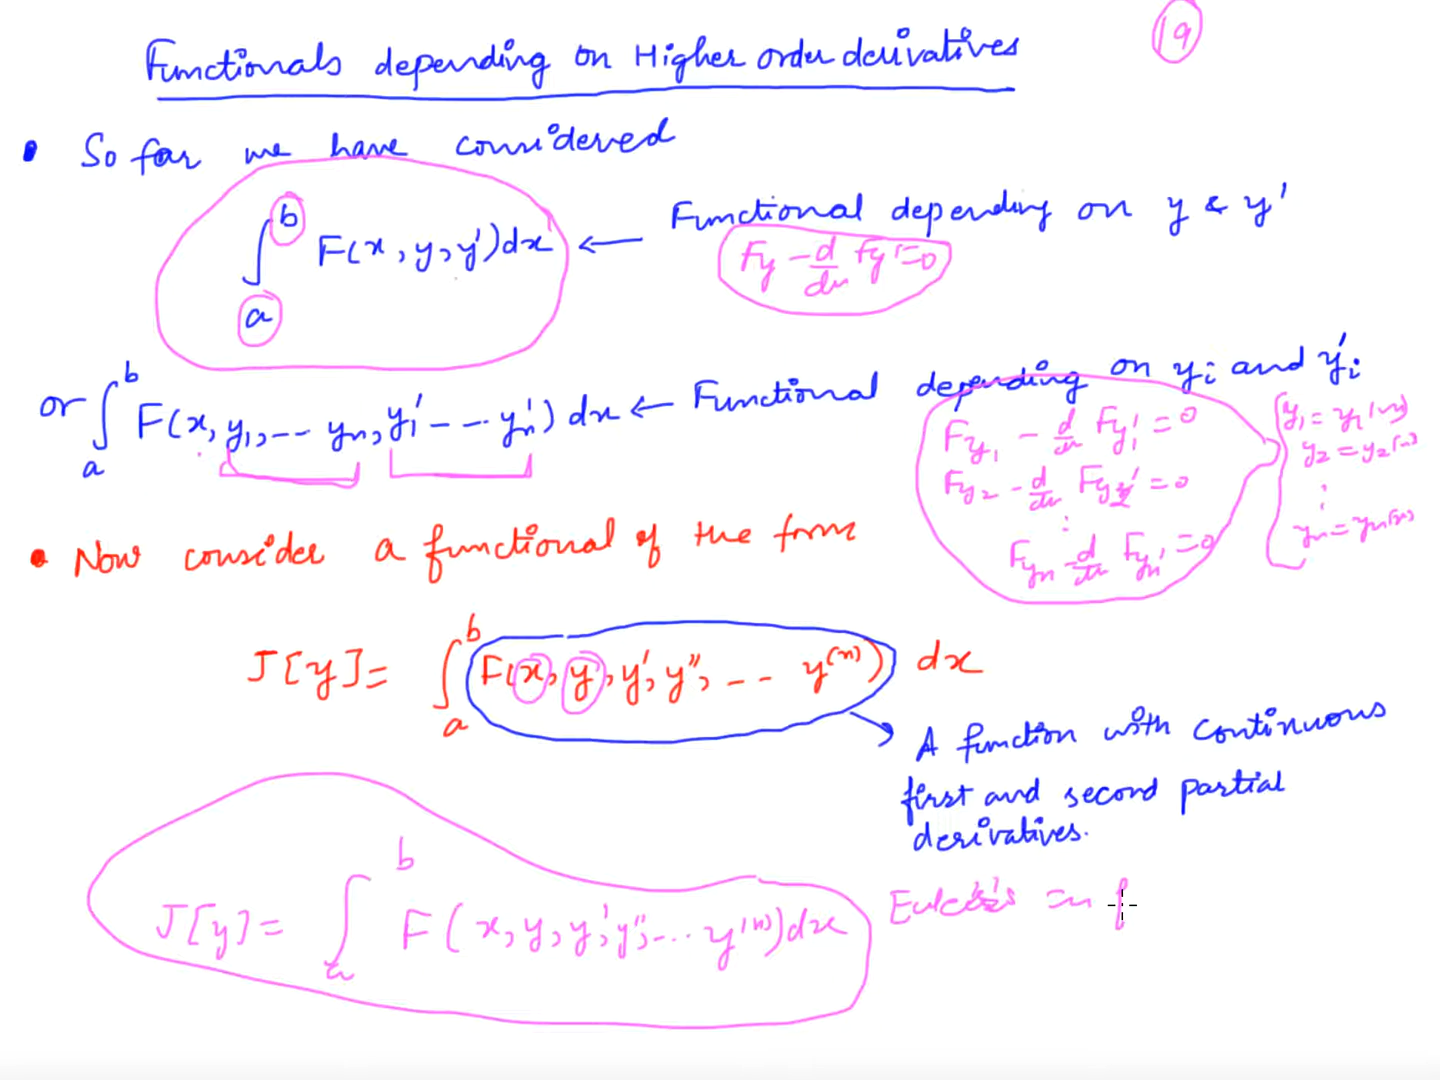 19
Functionals depending on Higher order derivatives
• So far we have considered
∫_a^b F(x, y, y')dx ← Functional depending on y & y'
Fy - d/dx Fy' = 0
or ∫_a^b F(x, y₁, -- yₙ, y₁' - -- yₙ') dx ← Functional depending on yᵢ and yᵢ'
Fy₁ - d/dx Fy₁' = 0
Fy₂ - d/dx Fy₂' = 0
:
Fyₙ - d/dx Fyₙ' = 0
y₁ = y₁(x)
y₂ = y₂(x)
:
yₙ = yₙ(x)
• Now consider a functional of the form
J[y] = ∫_a^b F(x, y, y', y'', -- y⁽ⁿ⁾) dx
→ A function with continuous
first and second partial
derivatives.
J[y] = ∫_a^b F(x, y, y', y'', --- y⁽ⁿ⁾)dx
Euler's =n f